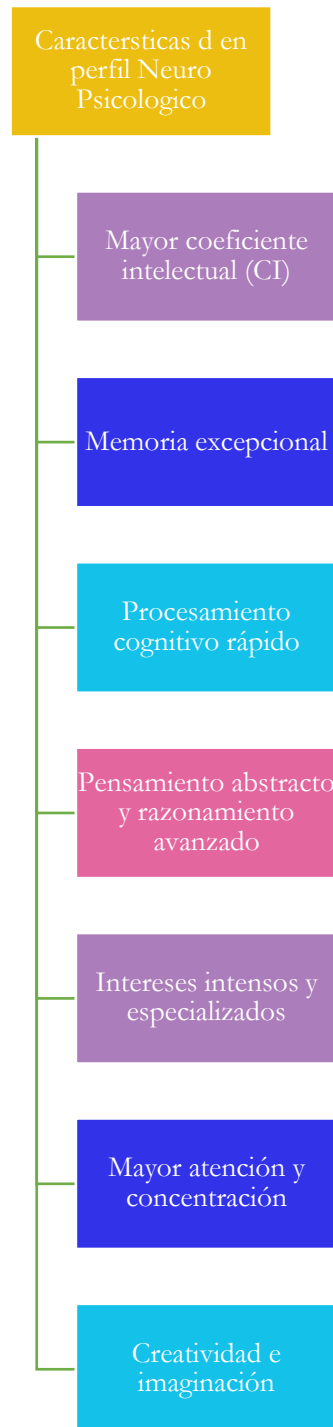 Caractersticas d en
perfil Neuro
Psicologico
Mayor coeficiente
intelectual (CI)
Memoria excepcional
Procesamiento
cognitivo rápido
Pensamiento abstracto
y razonamiento
avanzado
Intereses intensos y
especializados
Mayor atención y
concentración
Creatividad e
imaginación